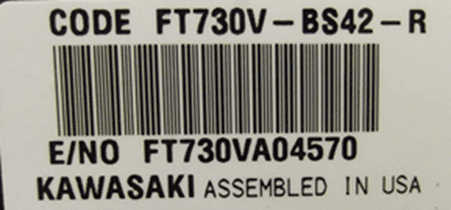 CODE FT730V-BS42-R
E/NO FT730VA04570
KAWASAKI ASSEMBLED IN USA